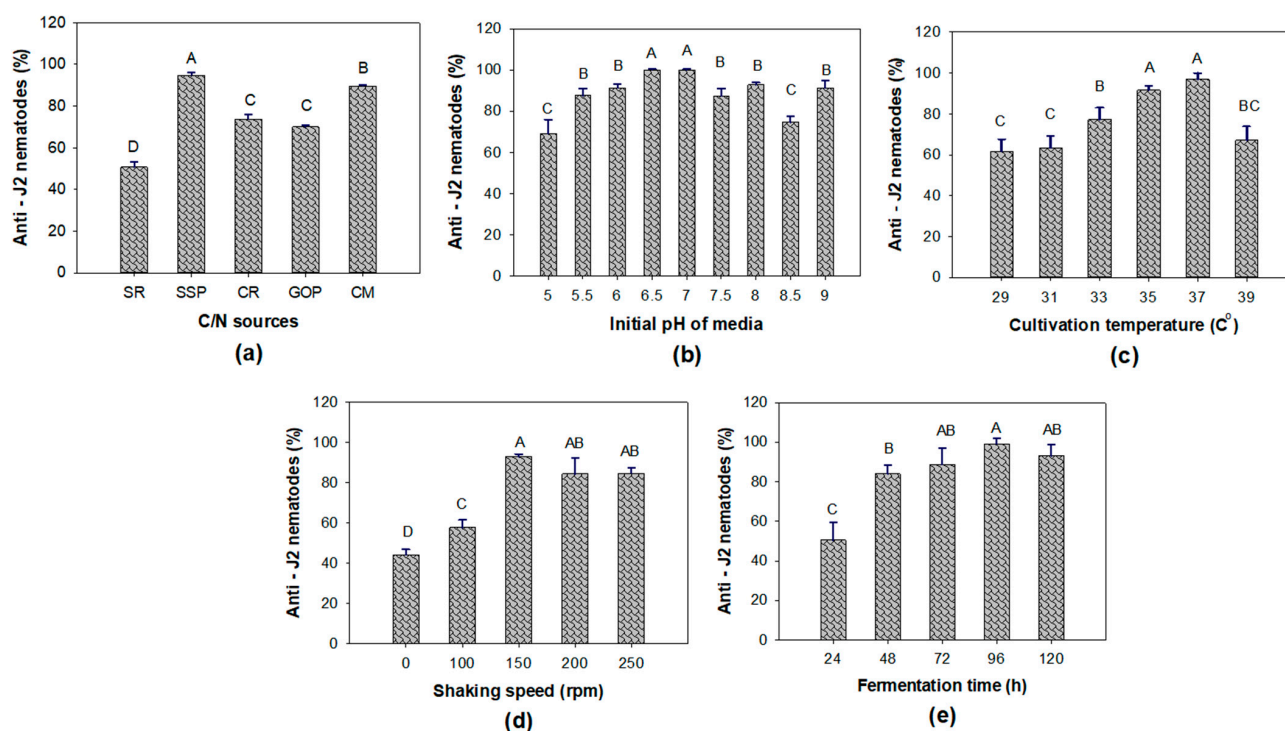 120
100
80
60
40
20
0
Anti - J2 nematodes (%)
D
A
C
C
B
SR SSP CR GOP CM
C/N sources
(a)
120
100
80
60
40
20
0
Anti - J2 nematodes (%)
C
B
B
A
A
B
B
C
B
5 5.5 6 6.5 7 7.5 8 8.5 9
Initial pH of media
(b)
120
100
80
60
40
20
0
Anti - J2 nematodes (%)
C
C
B
A
A
BC
29 31 33 35 37 39
Cultivation temperature (C°)
(c)
120
100
80
60
40
20
0
Anti - J2 nematodes (%)
D
C
A
AB
AB
0 100 150 200 250
Shaking speed (rpm)
(d)
120
100
80
60
40
20
0
Anti - J2 nematodes (%)
C
B
AB
A
AB
24 48 72 96 120
Fermentation time (h)
(e)